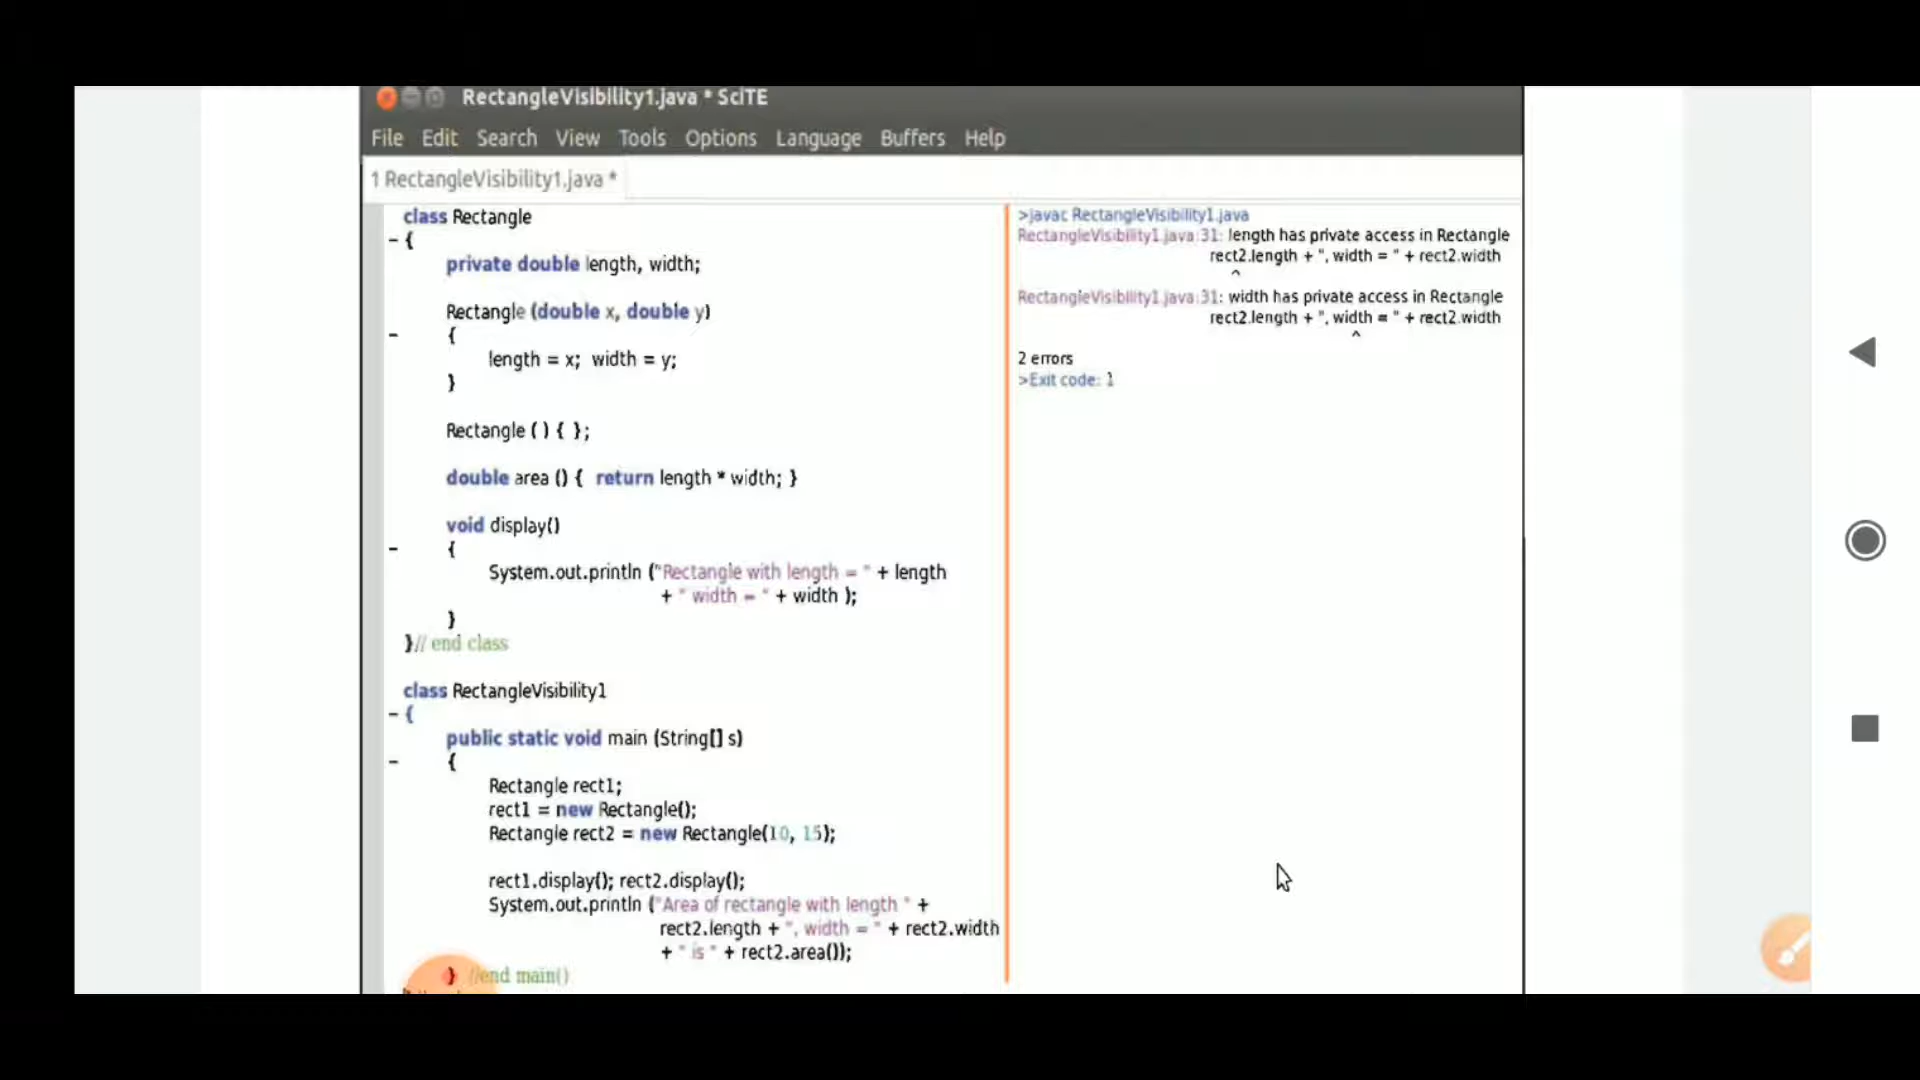 RectangleVisibility1.java * SciTE
File Edit Search View Tools Options Language Buffers Help
1 RectangleVisibility1.java *
class Rectangle
{
private double length, width;
Rectangle (double x, double y)
{
length = x; width = y;
}
Rectangle ( ) { };
double area () { return length * width; }
void display()
{
System.out.println ("Rectangle with length = " + length
+ " width = " + width );
}
}// end class
class RectangleVisibility1
{
public static void main (String[] s)
{
Rectangle rect1;
rect1 = new Rectangle();
Rectangle rect2 = new Rectangle(10, 15);
rect1.display(); rect2.display();
System.out.println ("Area of rectangle with length " +
rect2.length + ", width = " + rect2.width
+ " is " + rect2.area());
} //end main()
>javac RectangleVisibility1.java
RectangleVisibility1.java:31: length has private access in Rectangle
rect2.length + ", width = " + rect2.width
^
RectangleVisibility1.java:31: width has private access in Rectangle
rect2.length + ", width = " + rect2.width
^
2 errors
>Exit code: 1